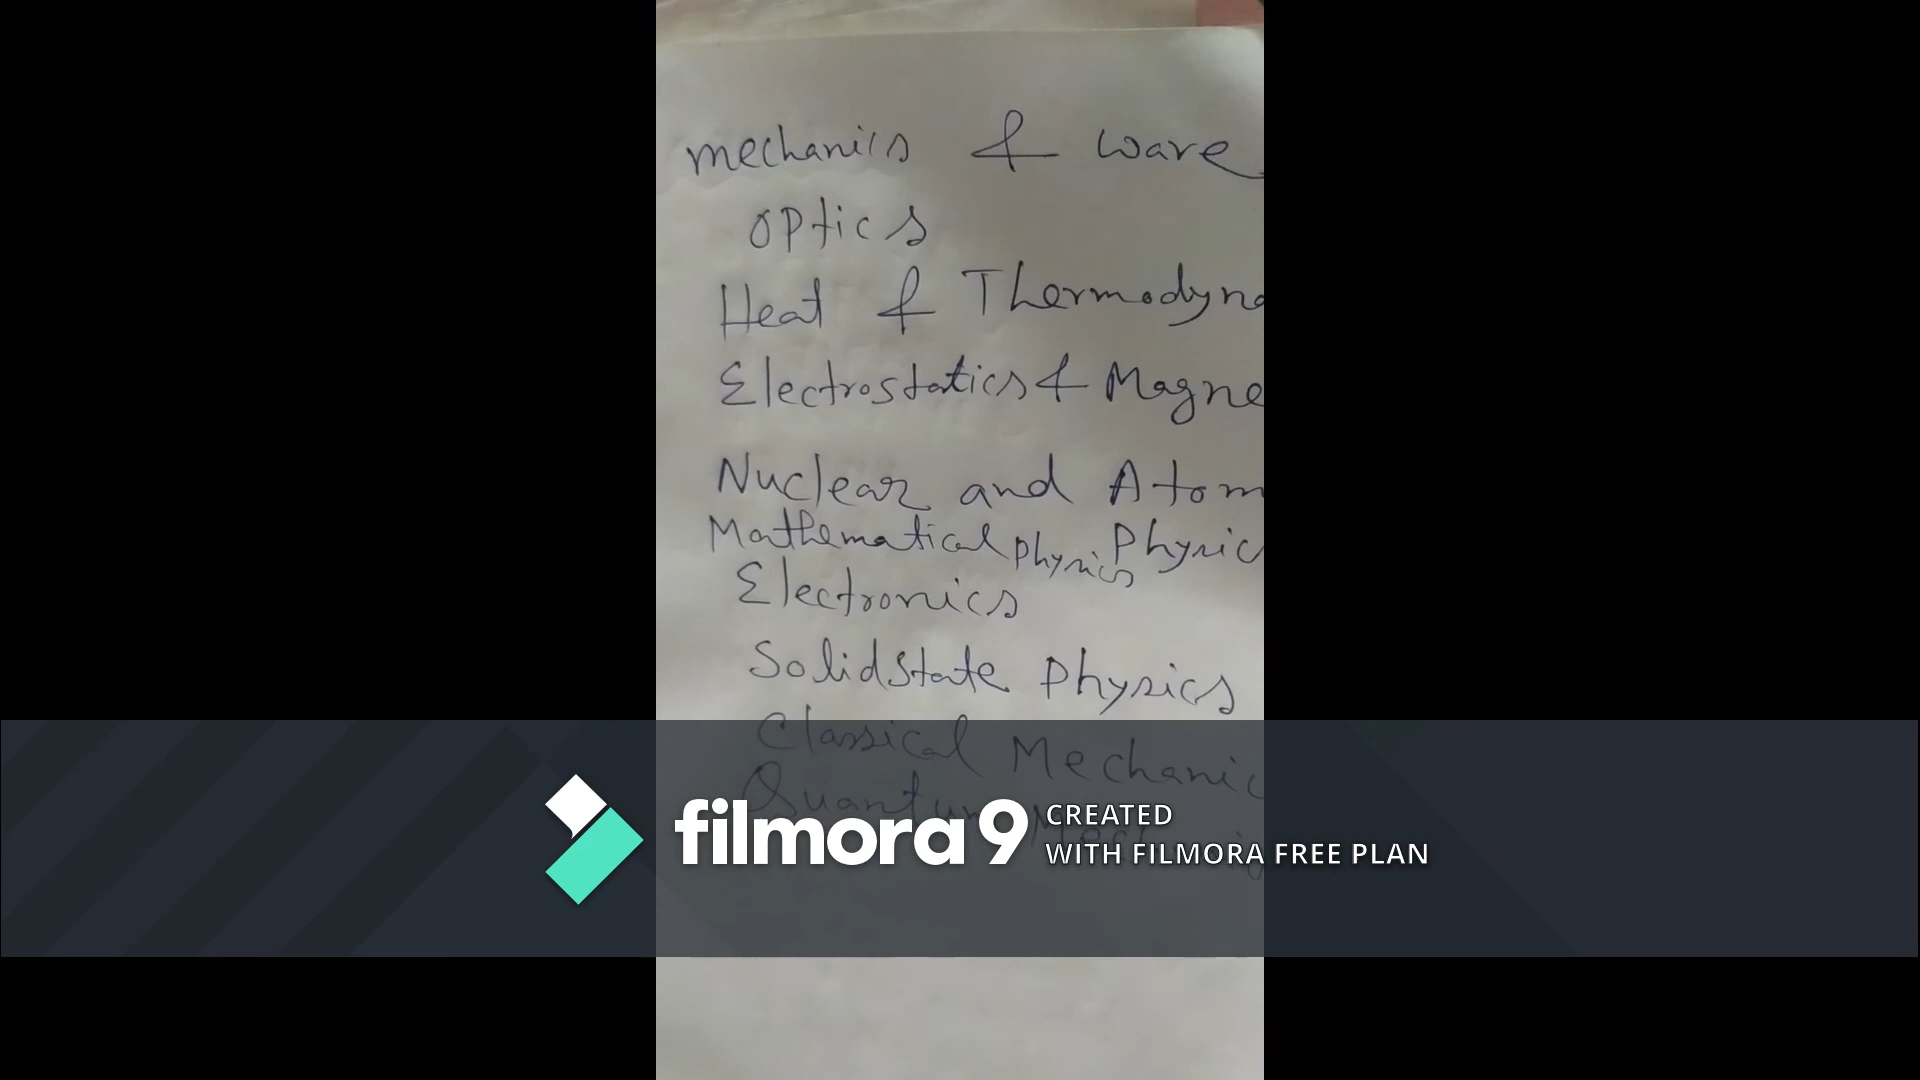 mechanics & wave
optics
Heat & Thermodyna
Electrostatics & Magne
Nuclear and Atom
Mathematical physics Physic
Electronics
Solidstate Physics
Classical Mechanic
Quantum
filmora9 CREATED
WITH FILMORA FREE PLAN